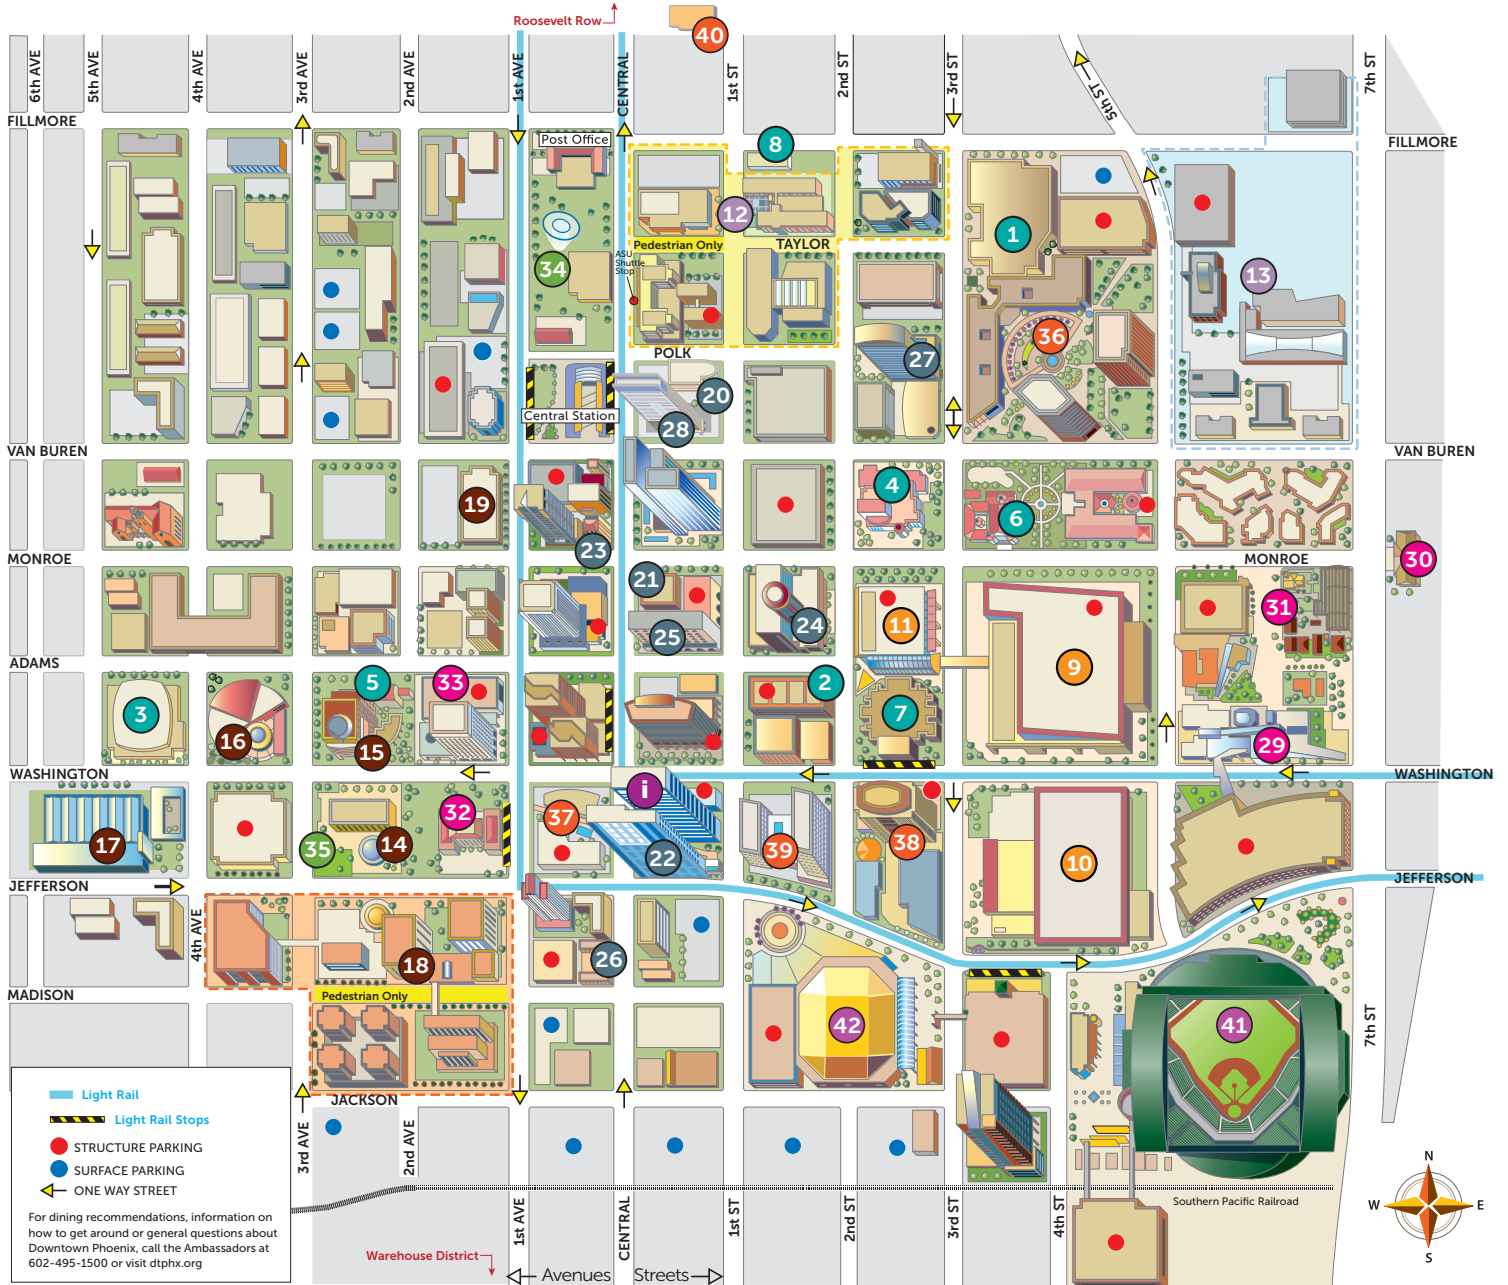 Roosevelt Row
40
6th AVE
5th AVE
4th AVE
3rd AVE
2nd AVE
1st AVE
CENTRAL
1st ST
2nd ST
3rd ST
5th ST
7th ST
FILLMORE
FILLMORE
Post Office
8
12
1
13
Pedestrian Only
TAYLOR
ASU
Shuttle
Stop
34
36
27
POLK
20
Central Station
28
VAN BUREN
VAN BUREN
19
4
6
23
MONROE
MONROE
30
21
31
11
24
25
9
ADAMS
5
33
2
3
16
15
7
29
WASHINGTON
WASHINGTON
i
32
37
17
35
14
22
39
38
10
JEFFERSON
JEFFERSON
4th AVE
18
26
MADISON
Pedestrian Only
42
41
7th ST
JACKSON
Light Rail
Light Rail Stops
STRUCTURE PARKING
SURFACE PARKING
ONE WAY STREET
For dining recommendations, information on
how to get around or general questions about
Downtown Phoenix, call the Ambassadors at
602-495-1500 or visit dtphx.org
3rd AVE
2nd AVE
1st AVE
CENTRAL
1st ST
2nd ST
3rd ST
4th ST
Southern Pacific Railroad
N
W
E
S
Warehouse District
Avenues
Streets